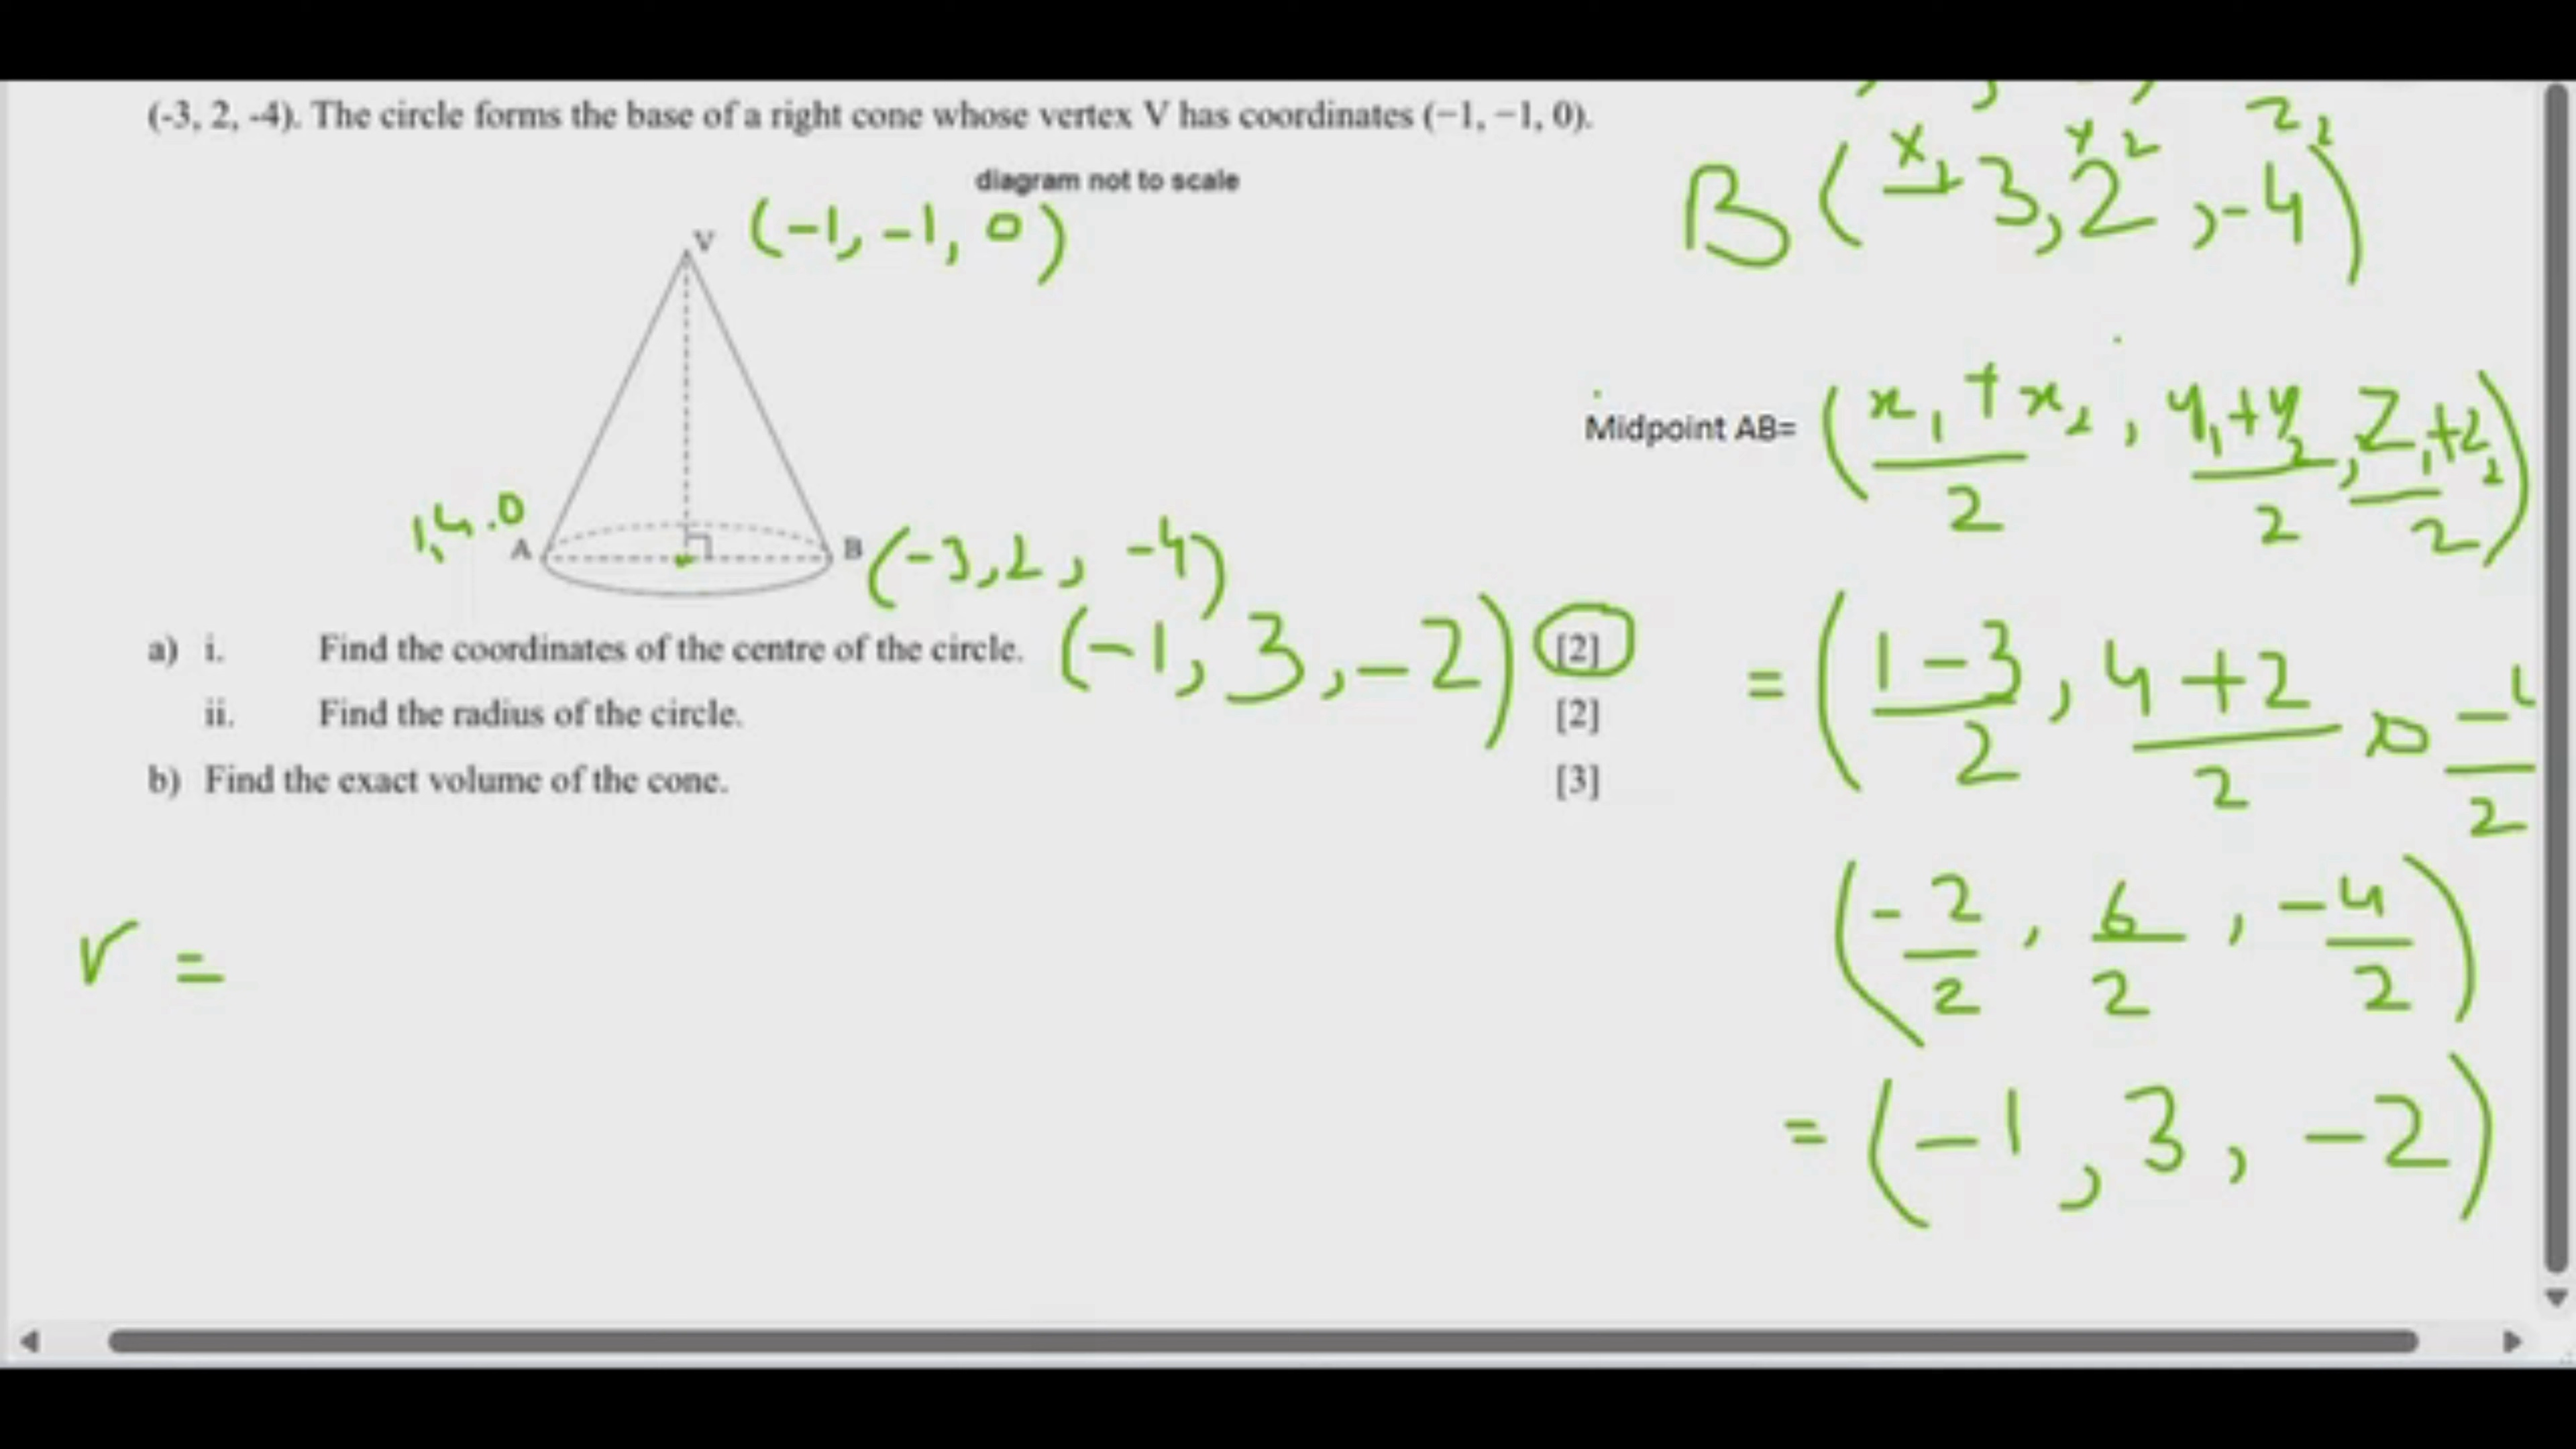 (-3, 2, -4). The circle forms the base of a right cone whose vertex V has coordinates (−1, −1, 0).
diagram not to scale
V (-1, -1, 0)
1,4.0
A
B (-3,2, -4)
a) i. Find the coordinates of the centre of the circle. (-1, 3, -2) [2]
ii. Find the radius of the circle. [2]
b) Find the exact volume of the cone. [3]
r =
z2
y2
B (-3, 2, -4)
Midpoint AB= (x1 + x2 / 2, y1+y2 / 2, z1+z2 / 2)
= (1-3 / 2, 4+2 / 2, -4 / 2
(-2/2, 6/2, -4/2)
= (-1, 3, -2)